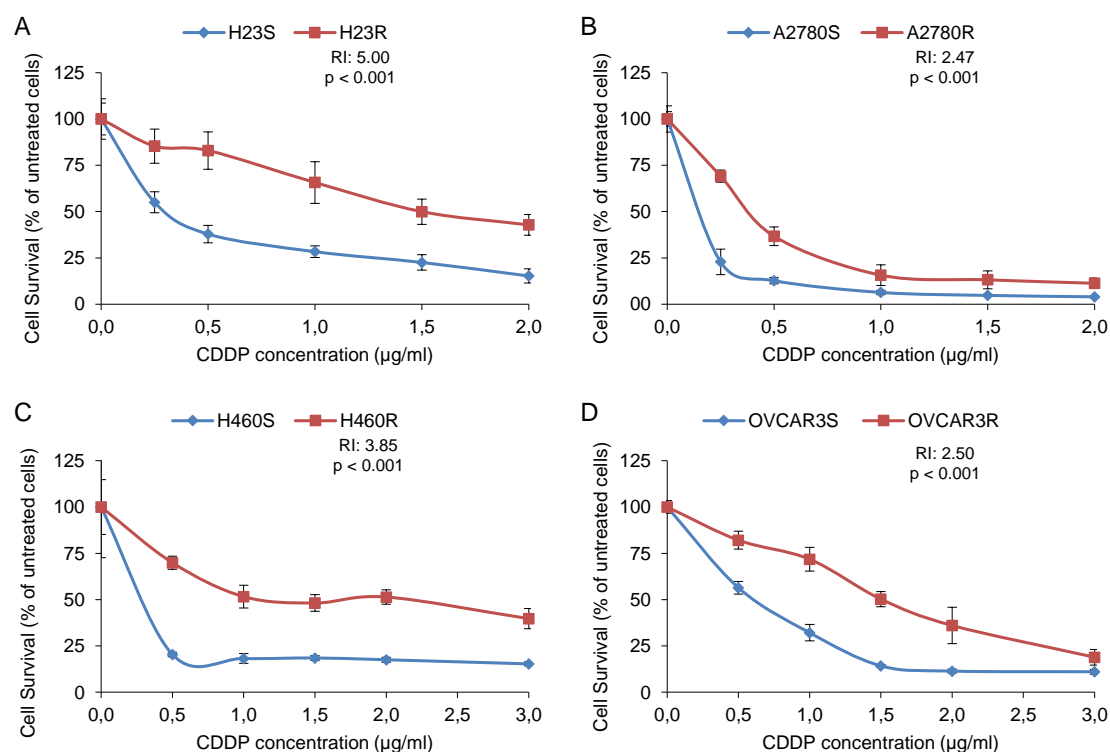 A
H23S H23R
RI: 5.00
p < 0.001
Cell Survival (% of untreated cells)
125
100
75
50
25
0
0,0 0,5 1,0 1,5 2,0
CDDP concentration (µg/ml)
B
A2780S A2780R
RI: 2.47
p < 0.001
Cell Survival (% of untreated cells)
125
100
75
50
25
00
0,0 0,5 1,0 1,5 2,0
CDDP concentration (µg/ml)
C
H460S H460R
RI: 3.85
p < 0.001
Cell Survival (% of untreated cells)
125
100
75
50
25
0
0,0 0,5 1,0 1,5 2,0 3,0
CDDP concentration (µg/ml)
D
OVCAR3S OVCAR3R
RI: 2.50
p < 0.001
Cell Survival (% of untreated cells)
125
100
75
50
25
0
0,0 0,5 1,0 1,5 2,0 3,0
CDDP concentration (µg/ml)